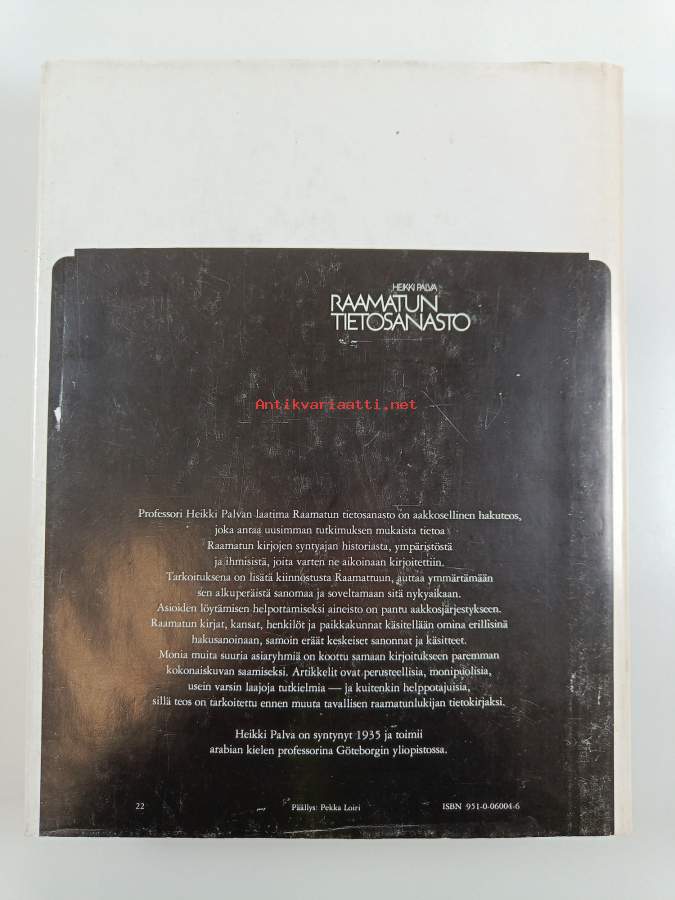 HEIKKI PALVA
RAAMATUN
TIETOSANASTO
Antikvariaatti.net
Professori Heikki Palvan laatima Raamatun tietosanasto on aakkosellinen hakuteos,
joka antaa uusimman tutkimuksen mukaista tietoa
Raamatun kirjojen syntyajan historiasta, ympäristöstä
ja ihmisistä, joita varten ne aikoinaan kirjoitettiin.
Tarkoituksena on lisätä kiinnostusta Raamattuun, auttaa ymmärtämään
sen alkuperäistä sanomaa ja soveltamaan sitä nykyaikaan.
Asioiden löytämisen helpottamiseksi aineisto on pantu aakkosjärjestykseen.
Raamatun kirjat, kansat, henkilöt ja paikkakunnat käsitellään omina erillisinä
hakusanoinaan, samoin eräät keskeiset sanonnat ja käsitteet.
Monia muita suuria asiaryhmiä on koottu samaan kirjoitukseen paremman
kokonaiskuvan saamiseksi. Artikkelit ovat perusteellisia, monipuolisia,
usein varsin laajoja tutkielmia — ja kuitenkin helppotajuisia,
sillä teos on tarkoitettu ennen muuta tavallisen raamatunlukijan tietokirjaksi.
Heikki Palva on syntynyt 1935 ja toimii
arabian kielen professorina Göteborgin yliopistossa.
22 Päällys: Pekka Loiri ISBN 951-0-06004-6